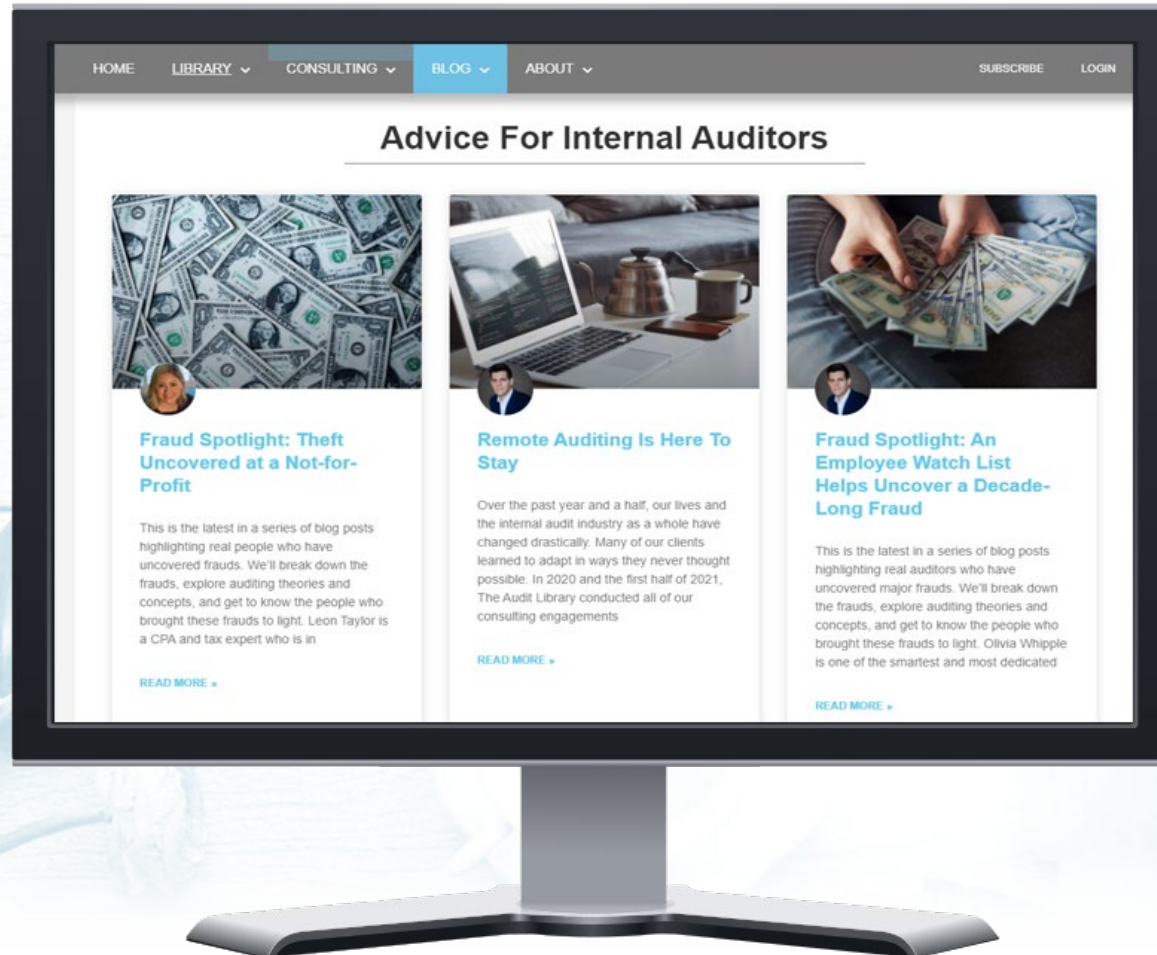 HOME LIBRARY CONSULTING BLOG ABOUT SUBSCRIBE LOGIN
Advice For Internal Auditors
Fraud Spotlight: Theft
Uncovered at a Not-for-
Profit
This is the latest in a series of blog posts
highlighting real people who have
uncovered frauds. We'll break down the
frauds, explore auditing theories and
concepts, and get to know the people who
brought these frauds to light. Leon Taylor is
a CPA and tax expert who is in
READ MORE »
Remote Auditing Is Here To
Stay
Over the past year and a half, our lives and
the internal audit industry as a whole have
changed drastically. Many of our clients
learned to adapt in ways they never thought
possible. In 2020 and the first half of 2021,
The Audit Library conducted all of our
consulting engagements
READ MORE »
Fraud Spotlight: An
Employee Watch List
Helps Uncover a Decade-
Long Fraud
This is the latest in a series of blog posts
highlighting real auditors who have
uncovered major frauds. We'll break down
the frauds, explore auditing theories and
concepts, and get to know the people who
brought these frauds to light. Olivia Whipple
is one of the smartest and most dedicated
READ MORE »